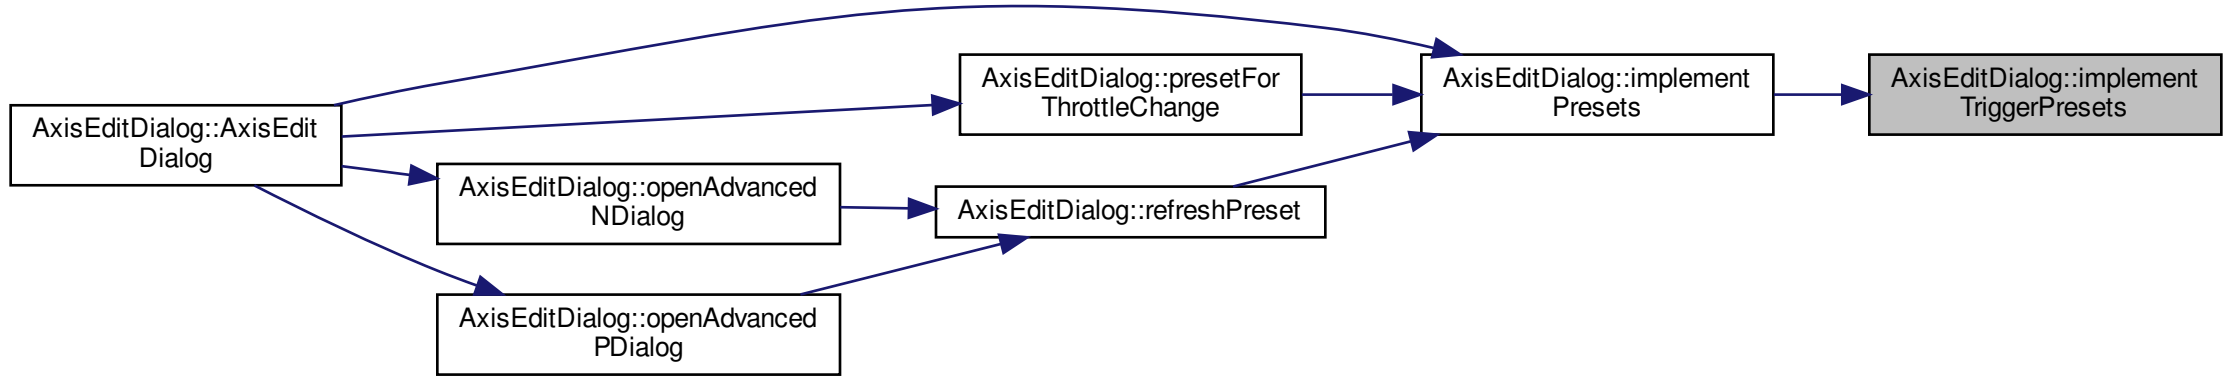 AxisEditDialog::AxisEdit
Dialog
AxisEditDialog::presetFor
ThrottleChange
AxisEditDialog::openAdvanced
NDialog
AxisEditDialog::openAdvanced
PDialog
AxisEditDialog::refreshPreset
AxisEditDialog::implement
Presets
AxisEditDialog::implement
TriggerPresets